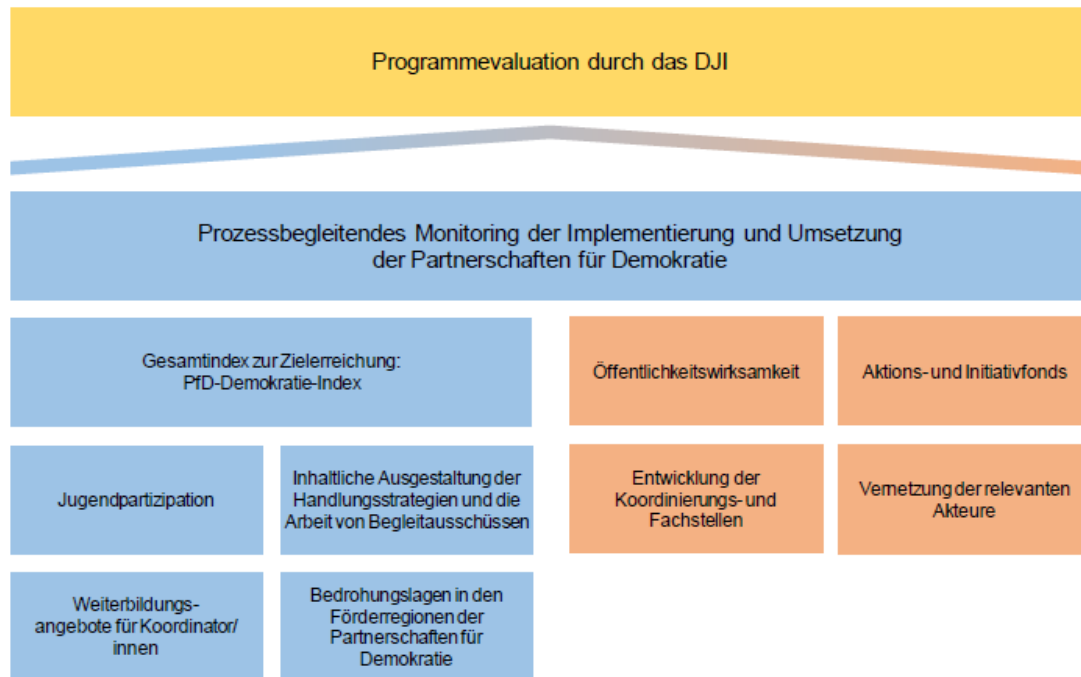 Programmevaluation durch das DJI
Prozessbegleitendes Monitoring der Implementierung und Umsetzung
der Partnerschaften für Demokratie
Gesamtindex zur Zielerreichung:
PfD-Demokratie-Index
Öffentlichkeitswirksamkeit
Aktions- und Initiativfonds
Jugendpartizipation
Inhaltliche Ausgestaltung der
Handlungsstrategien und die
Arbeit von Begleitausschüssen
Entwicklung der
Koordinierungs- und
Fachstellen
Vernetzung der relevanten
Akteure
Weiterbildungs-
angebote für Koordinator/
innen
Bedrohungslagen in den
Förderregionen der
Partnerschaften für
Demokratie